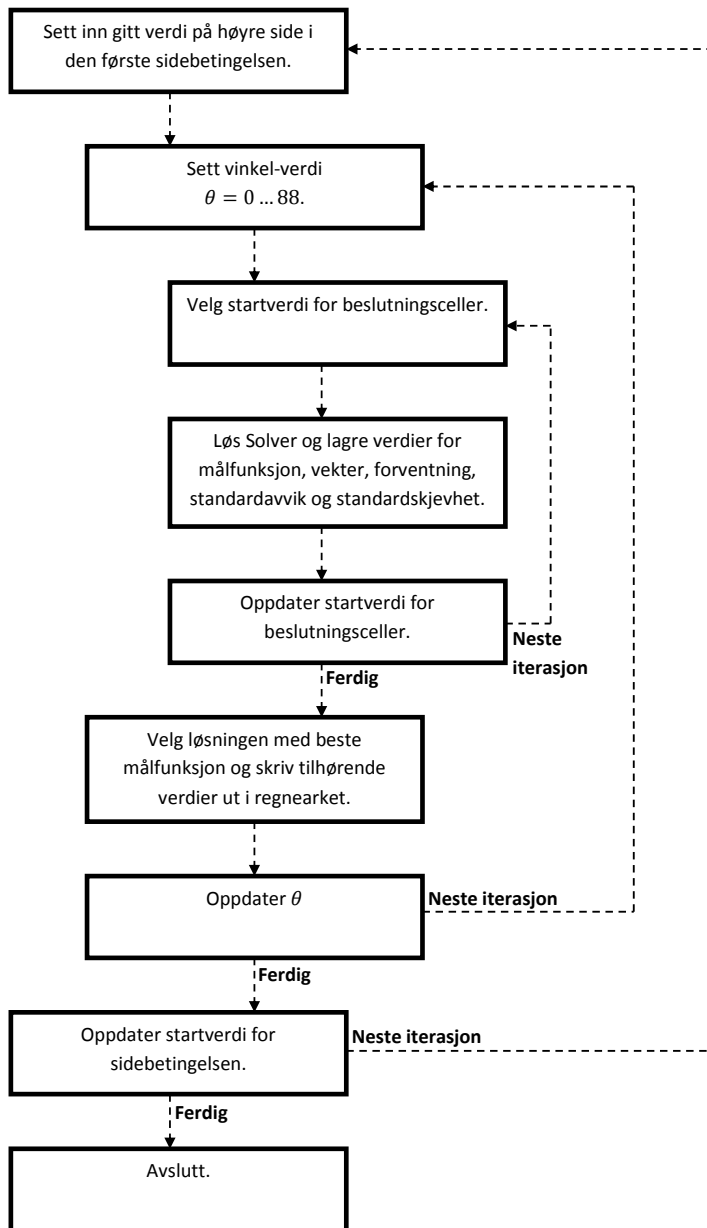 Sett inn gitt verdi på høyre side i
den første sidebetingelsen.
Sett vinkel-verdi
θ = 0 … 88.
Velg startverdi for beslutningsceller.
Løs Solver og lagre verdier for
målfunksjon, vekter, forventning,
standardavvik og standardskjevhet.
Oppdater startverdi for
beslutningsceller.
Neste
iterasjon
Ferdig
Velg løsningen med beste
målfunksjon og skriv tilhørende
verdier ut i regnearket.
Oppdater θ
Neste iterasjon
Ferdig
Oppdater startverdi for
sidebetingelsen.
Neste iterasjon
Ferdig
Avslutt.